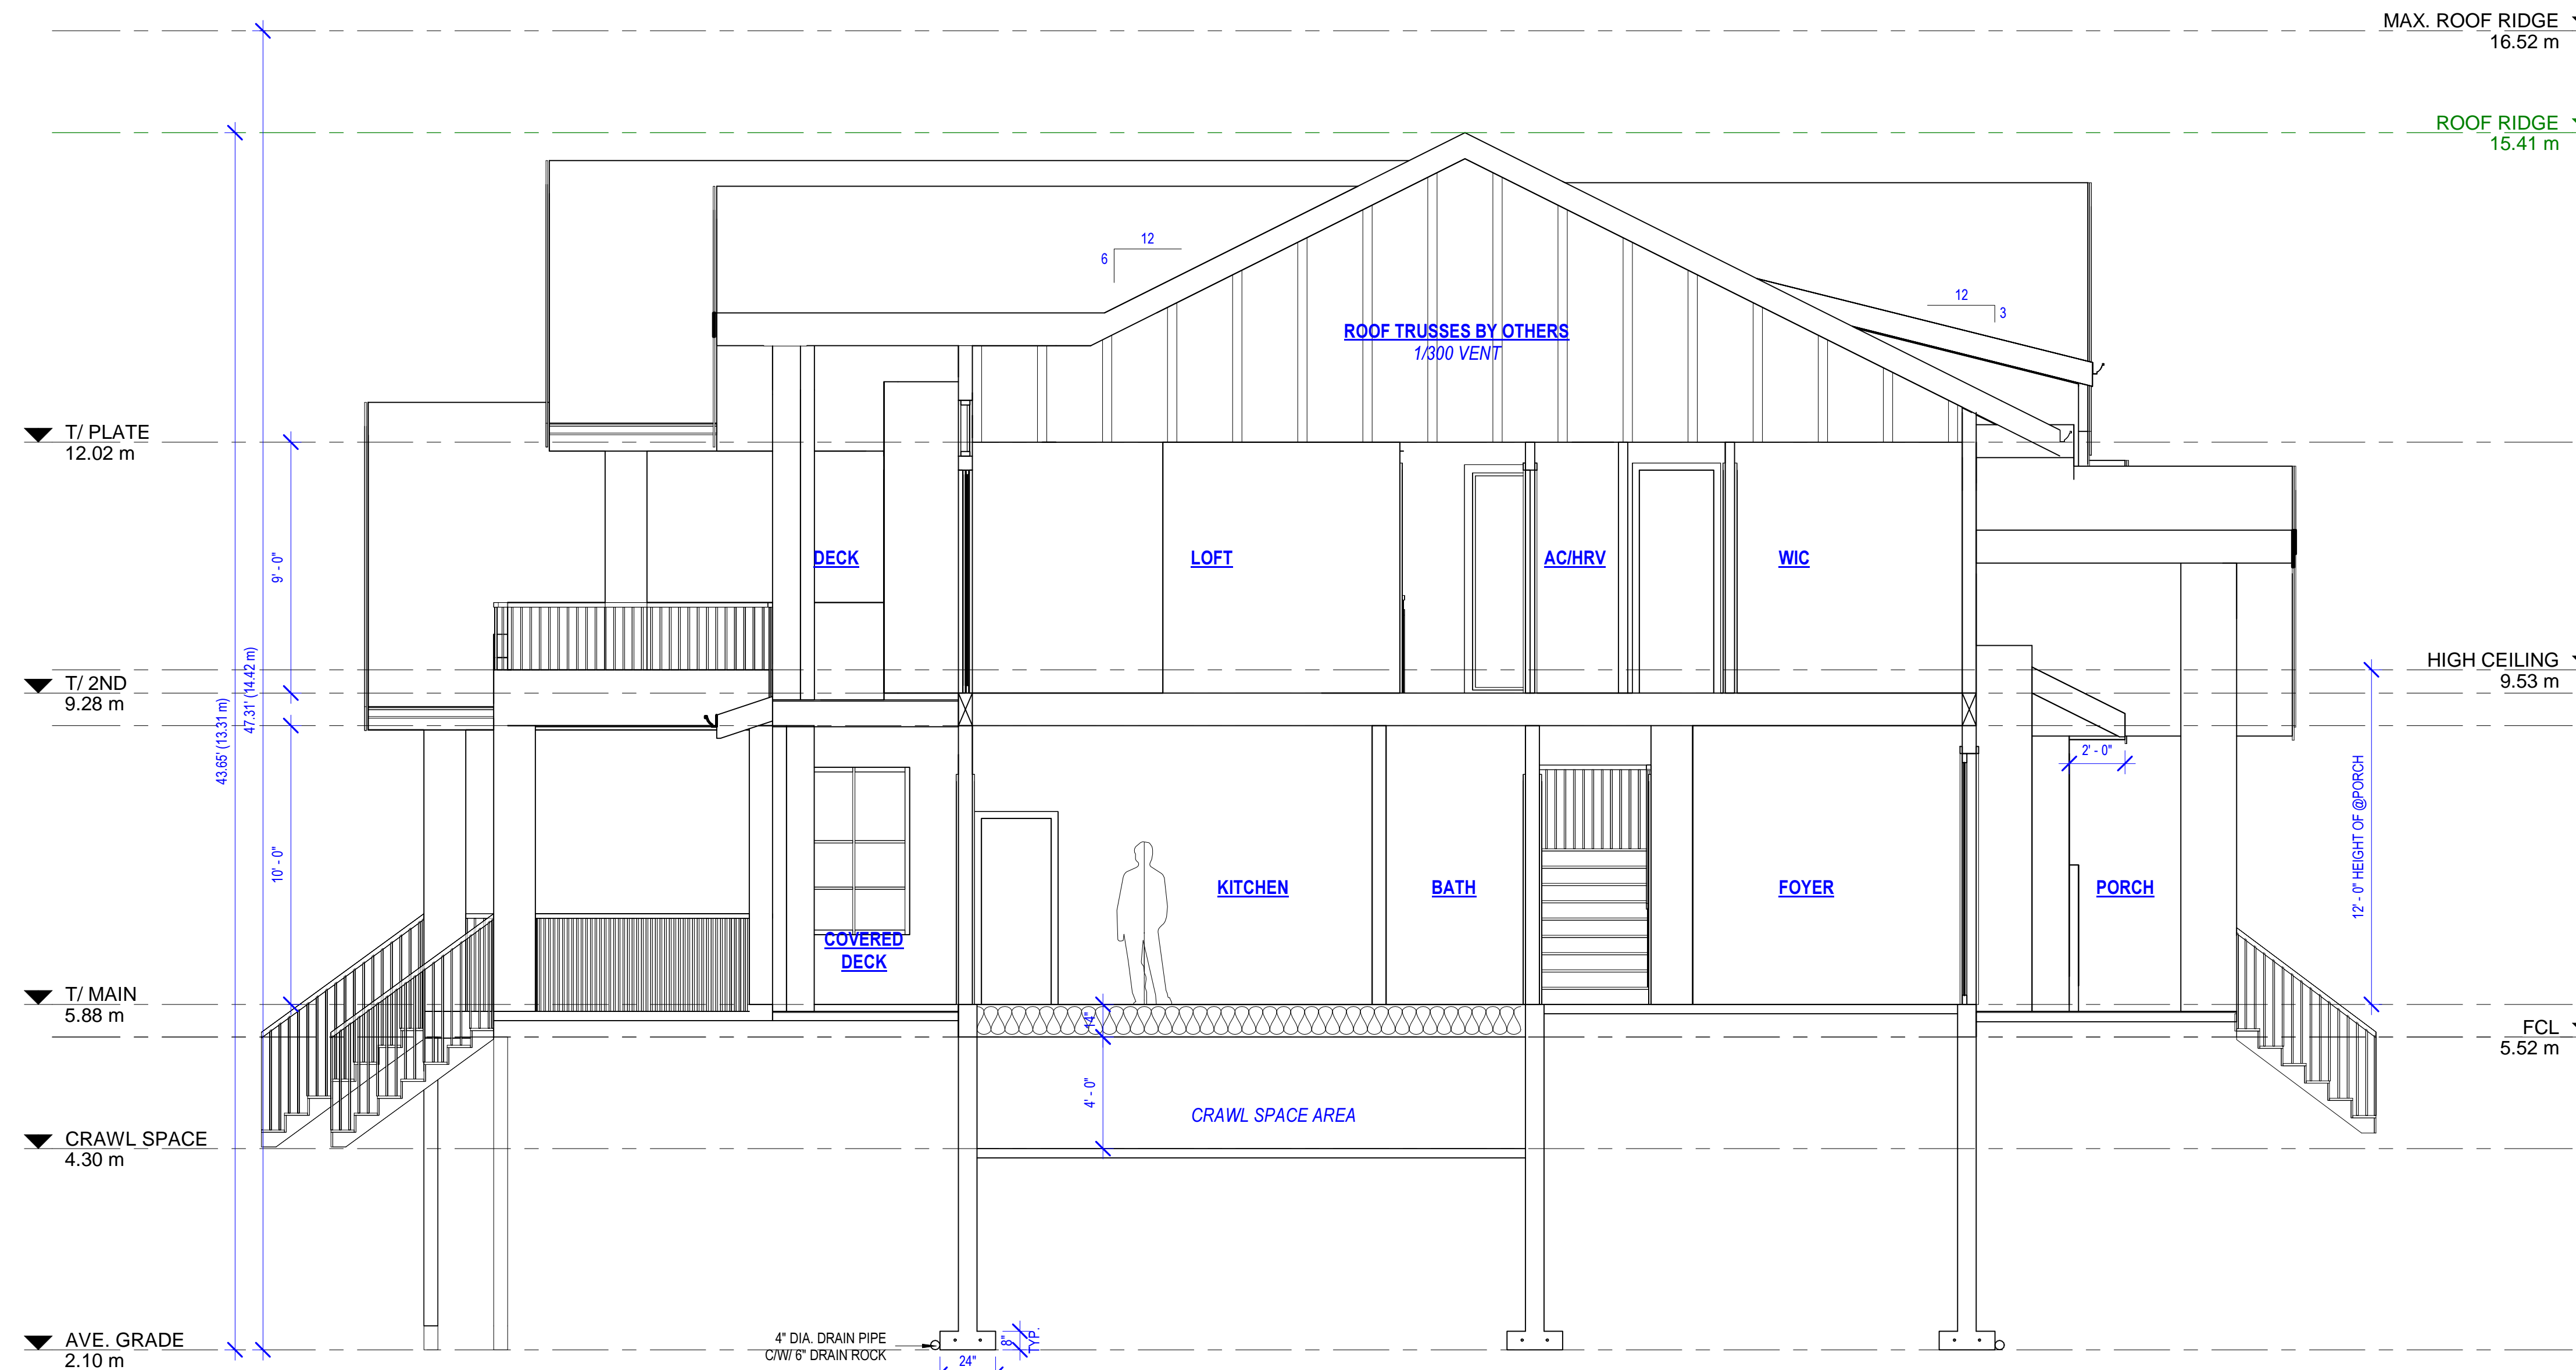 MAX. ROOF RIDGE
16.52 m
ROOF RIDGE
15.41 m
12
6
12
3
ROOF TRUSSES BY OTHERS
1/300 VENT
T/ PLATE
12.02 m
9' - 0"
DECK
LOFT
AC/HRV
WIC
HIGH CEILING
9.53 m
T/ 2ND
9.28 m
43.65' (13.31 m)
47.31' (14.42 m)
2' - 0"
12' - 0" HEIGHT OF @PORCH
10' - 0"
KITCHEN
BATH
FOYER
PORCH
COVERED
DECK
T/ MAIN
5.88 m
14"
FCL
5.52 m
4' - 0"
CRAWL SPACE AREA
CRAWL SPACE
4.30 m
AVE. GRADE
2.10 m
4" DIA. DRAIN PIPE
C/W/ 6" DRAIN ROCK
8"
TYP.
24"